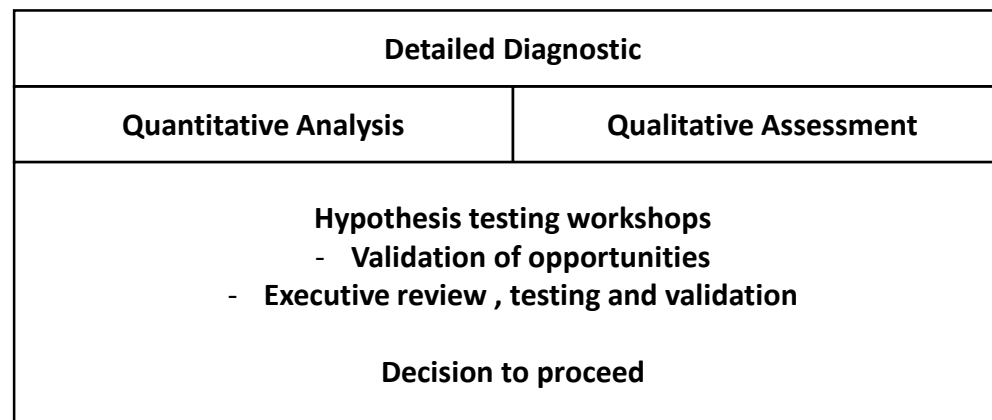 Detailed Diagnostic
Quantitative Analysis
Qualitative Assessment
Hypothesis testing workshops
- Validation of opportunities
- Executive review , testing and validation
Decision to proceed